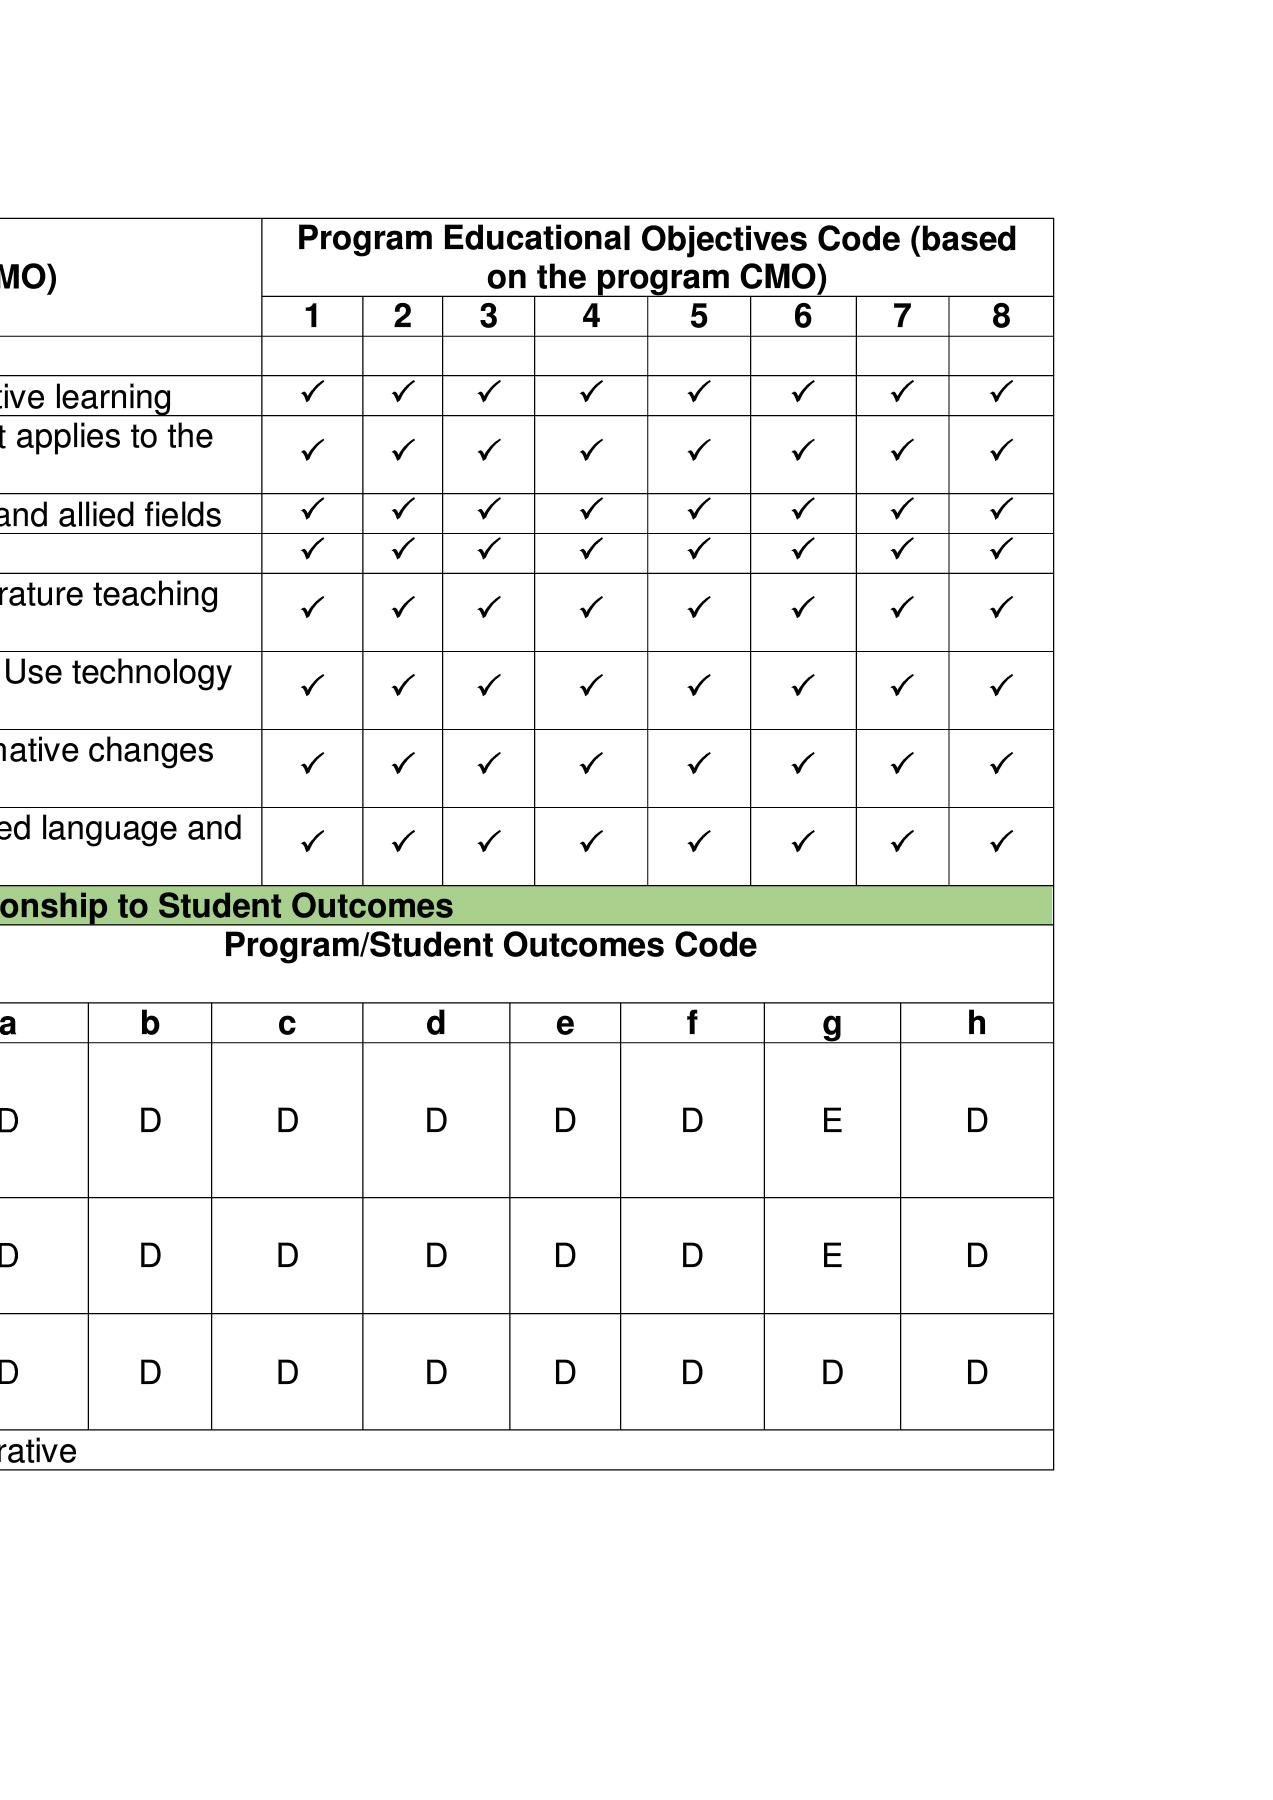 Program Educational Objectives Code (based
on the program CMO)
MO)
1 2 3 4 5 6 7 8
tive learning ✓ ✓ ✓ ✓ ✓ ✓ ✓ ✓
t applies to the
✓ ✓ ✓ ✓ ✓ ✓ ✓ ✓
and allied fields ✓ ✓ ✓ ✓ ✓ ✓ ✓ ✓
✓ ✓ ✓ ✓ ✓ ✓ ✓ ✓
rature teaching
✓ ✓ ✓ ✓ ✓ ✓ ✓ ✓
Use technology
✓ ✓ ✓ ✓ ✓ ✓ ✓ ✓
native changes
✓ ✓ ✓ ✓ ✓ ✓ ✓ ✓
ed language and
✓ ✓ ✓ ✓ ✓ ✓ ✓ ✓
onship to Student Outcomes
Program/Student Outcomes Code
a b c d e f g h
D D D D D D E D
D D D D D D E D
D D D D D D D D
rative